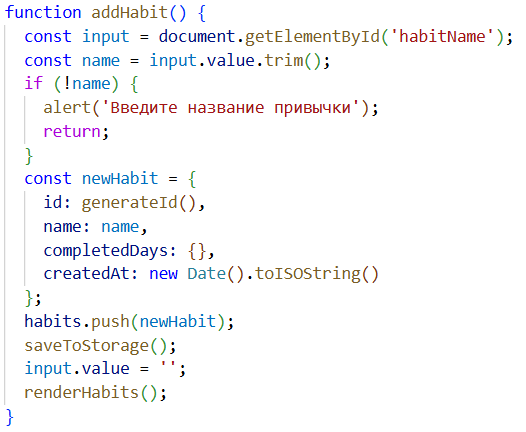 function addHabit() {
  const input = document.getElementById('habitName');
  const name = input.value.trim();
  if (!name) {
    alert('Введите название привычки');
    return;
  }
  const newHabit = {
    id: generateId(),
    name: name,
    completedDays: {},
    createdAt: new Date().toISOString()
  };
  habits.push(newHabit);
  saveToStorage();
  input.value = '';
  renderHabits();
}